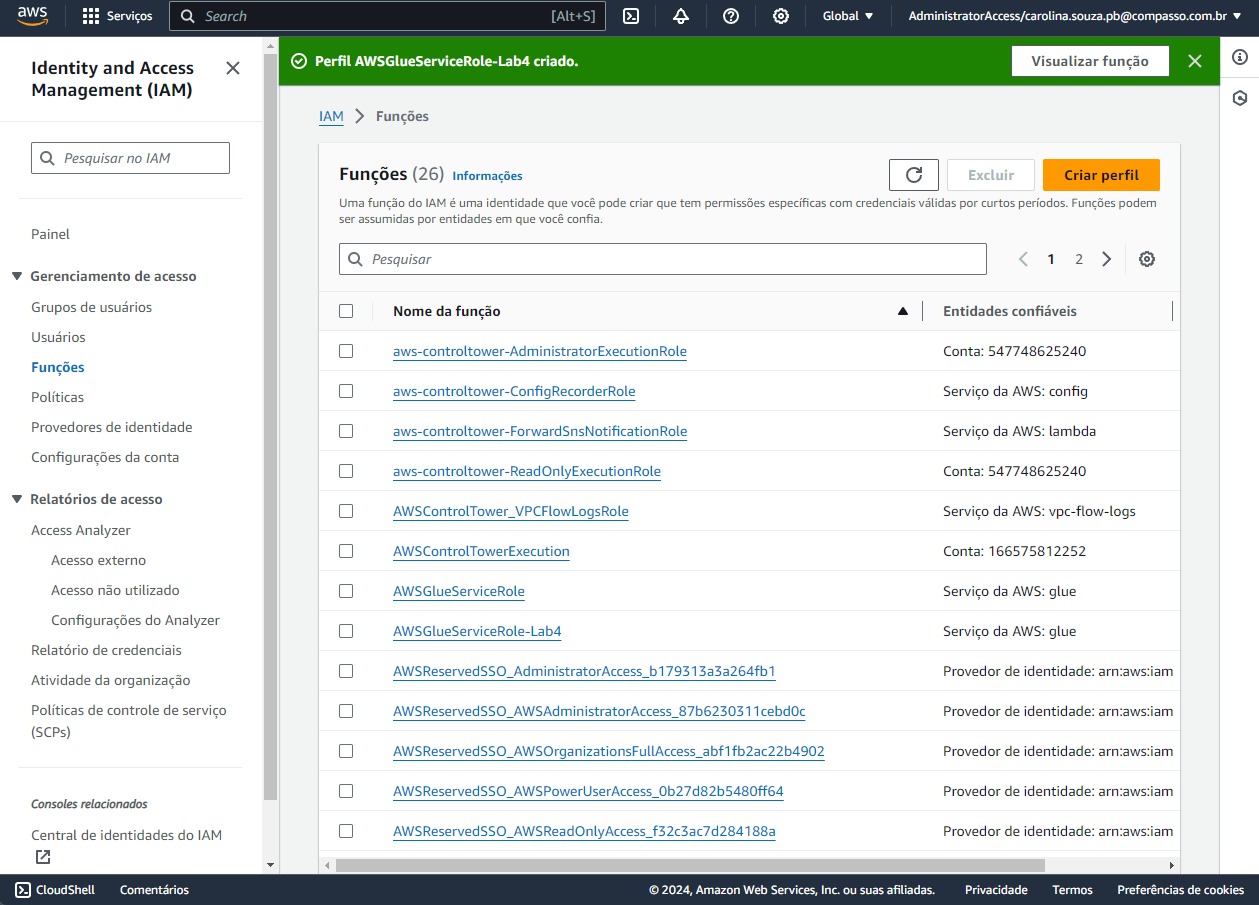 aws
Serviços
Search
[Alt+S]
Global
AdministratorAccess/carolina.souza.pb@compasso.com.br
Identity and Access
Management (IAM)
Pesquisar no IAM
Painel
Gerenciamento de acesso
Grupos de usuários
Usuários
Funções
Políticas
Provedores de identidade
Configurações da conta
Relatórios de acesso
Access Analyzer
Acesso externo
Acesso não utilizado
Configurações do Analyzer
Relatório de credenciais
Atividade da organização
Políticas de controle de serviço
(SCPs)
Consoles relacionados
Central de identidades do IAM
Perfil AWSGlueServiceRole-Lab4 criado.
Visualizar função
IAM
Funções
Funções (26) Informações
Excluir
Criar perfil
Uma função do IAM é uma identidade que você pode criar que tem permissões específicas com credenciais válidas por curtos períodos. Funções podem
ser assumidas por entidades em que você confia.
Pesquisar
1 2
Nome da função Entidades confiáveis
aws-controltower-AdministratorExecutionRole Conta: 547748625240
aws-controltower-ConfigRecorderRole Serviço da AWS: config
aws-controltower-ForwardSnsNotificationRole Serviço da AWS: lambda
aws-controltower-ReadOnlyExecutionRole Conta: 547748625240
AWSControlTower_VPCFlowLogsRole Serviço da AWS: vpc-flow-logs
AWSControlTowerExecution Conta: 166575812252
AWSGlueServiceRole Serviço da AWS: glue
AWSGlueServiceRole-Lab4 Serviço da AWS: glue
AWSReservedSSO_AdministratorAccess_b179313a3a264fb1 Provedor de identidade: arn:aws:iam
AWSReservedSSO_AWSAdministratorAccess_87b6230311cebd0c Provedor de identidade: arn:aws:iam
AWSReservedSSO_AWSOrganizationsFullAccess_abf1fb2ac22b4902 Provedor de identidade: arn:aws:iam
AWSReservedSSO_AWSPowerUserAccess_0b27d82b5480ff64 Provedor de identidade: arn:aws:iam
AWSReservedSSO_AWSReadOnlyAccess_f32c3ac7d284188a Provedor de identidade: arn:aws:iam
CloudShell
Comentários
© 2024, Amazon Web Services, Inc. ou suas afiliadas.
Privacidade
Termos
Preferências de cookies